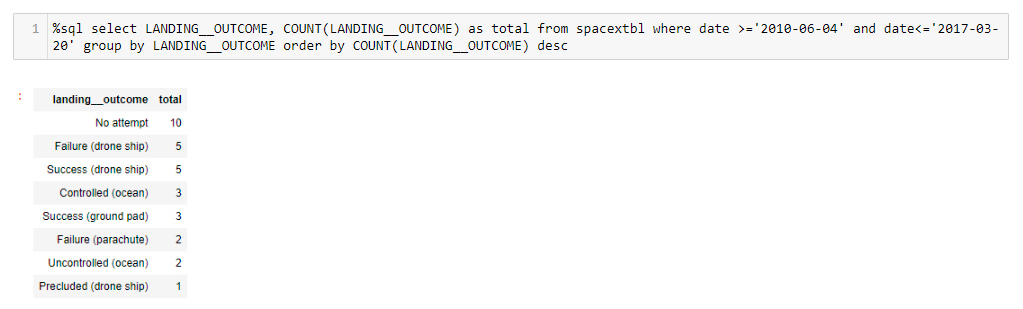 1 %sql select LANDING__OUTCOME, COUNT(LANDING__OUTCOME) as total from spacextbl where date >='2010-06-04' and date<='2017-03-
20' group by LANDING__OUTCOME order by COUNT(LANDING__OUTCOME) desc
:
landing__outcome total
No attempt 10
Failure (drone ship) 5
Success (drone ship) 5
Controlled (ocean) 3
Success (ground pad) 3
Failure (parachute) 2
Uncontrolled (ocean) 2
Precluded (drone ship) 1